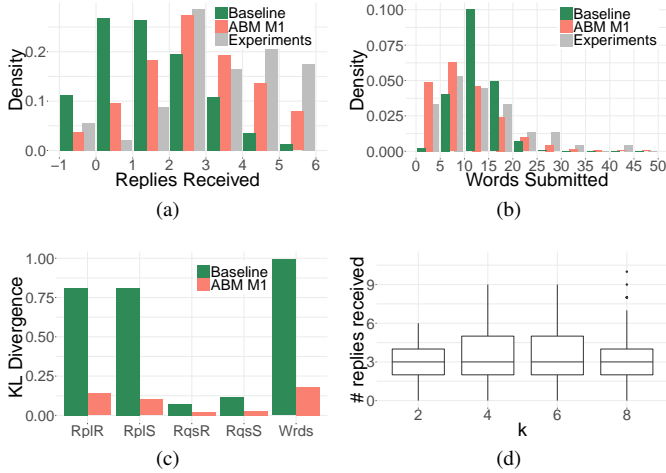 Density
0.2
0.1
0.0
Baseline
ABM M1
Experiments
−1 0 1 2 3 4 5 6
Replies Received
(a)
Density
0.100
0.075
0.050
0.025
0.000
Baseline
ABM M1
Experiments
0 5 10 15 20 25 30 35 40 45 50
Words Submitted
(b)
KL Divergence
1.00
0.75
0.50
0.25
0.00
Baseline
ABM M1
RplR RplS RqsR RqsS Wrds
(c)
# replies received
9
6
3
0
2 4 6 8
k
(d)